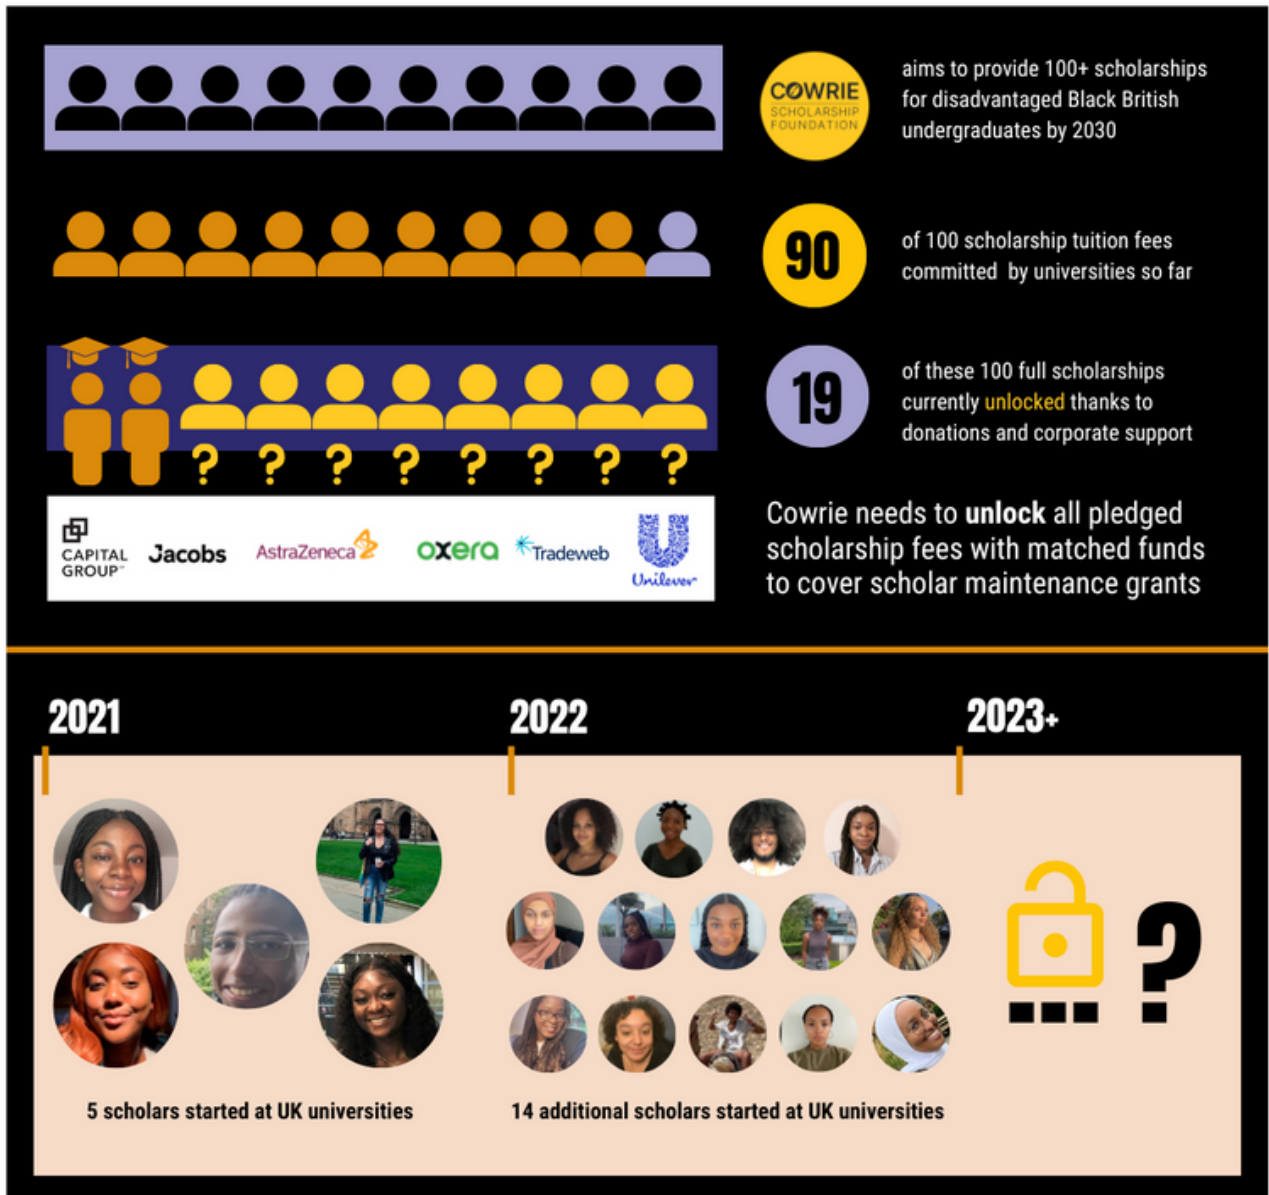 COWRIE
SCHOLARSHIP
FOUNDATION
aims to provide 100+ scholarships
for disadvantaged Black British
undergraduates by 2030
90
of 100 scholarship tuition fees
committed by universities so far
19
of these 100 full scholarships
currently unlocked thanks to
donations and corporate support
? ? ? ? ? ? ? ?
CAPITAL
GROUP™
Jacobs
AstraZeneca
oxera
Tradeweb
Unilever
Cowrie needs to unlock all pledged
scholarship fees with matched funds
to cover scholar maintenance grants
2021
2022
2023+
?
5 scholars started at UK universities
14 additional scholars started at UK universities